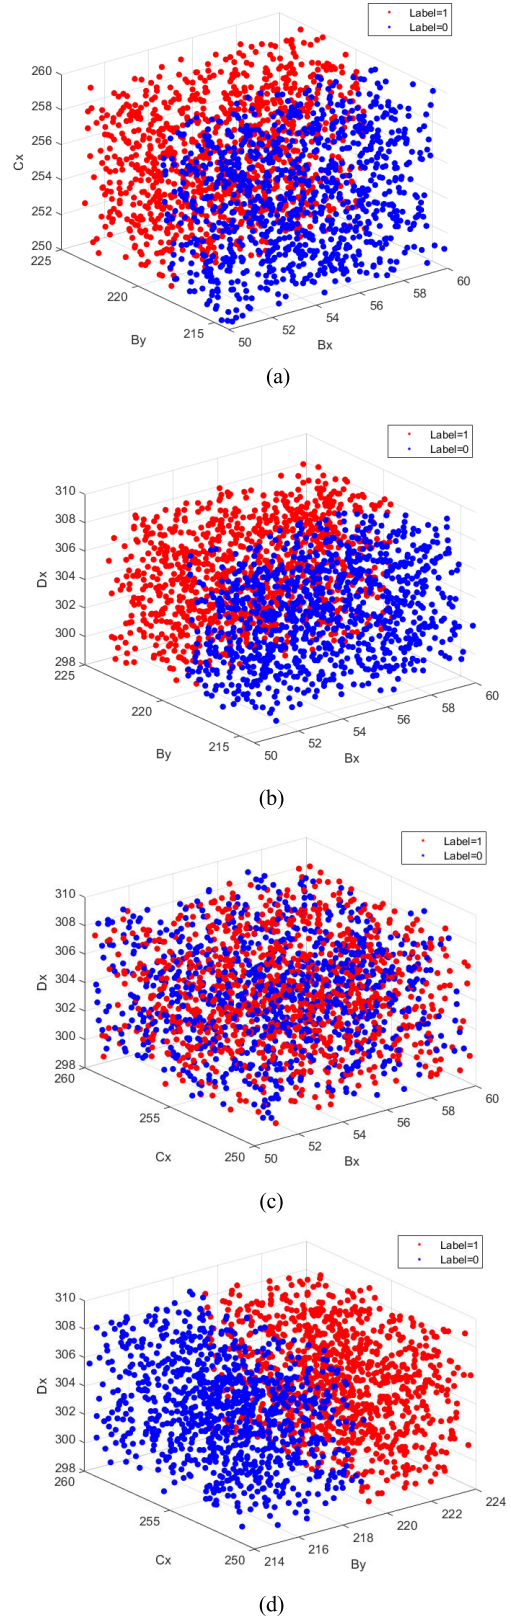 Label=1
Label=0
260
258
256
254
252
250
225
220
215
50
52
54
56
58
60
Cx
By
Bx
(a)
Label=1
Label=0
310
308
306
304
302
300
298
225
220
215
50
52
54
56
58
60
Dx
By
Bx
(b)
Label=1
Label=0
310
308
306
304
302
300
298
260
255
250
50
52
54
56
58
60
Dx
Cx
Bx
(c)
Label=1
Label=0
310
308
306
304
302
300
298
260
255
250
214
216
218
220
222
224
Dx
Cx
By
(d)